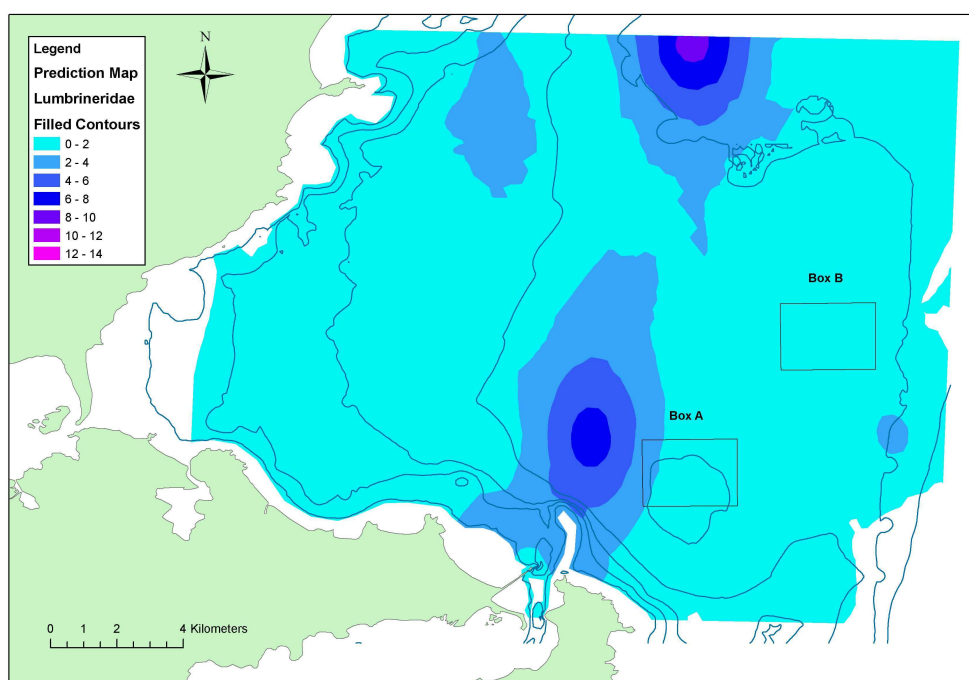 Legend
Prediction Map
Lumbrineridae
Filled Contours
0 - 2
2 - 4
4 - 6
6 - 8
8 - 10
10 - 12
12 - 14
N
Box B
Box A
0 1 2 4 Kilometers